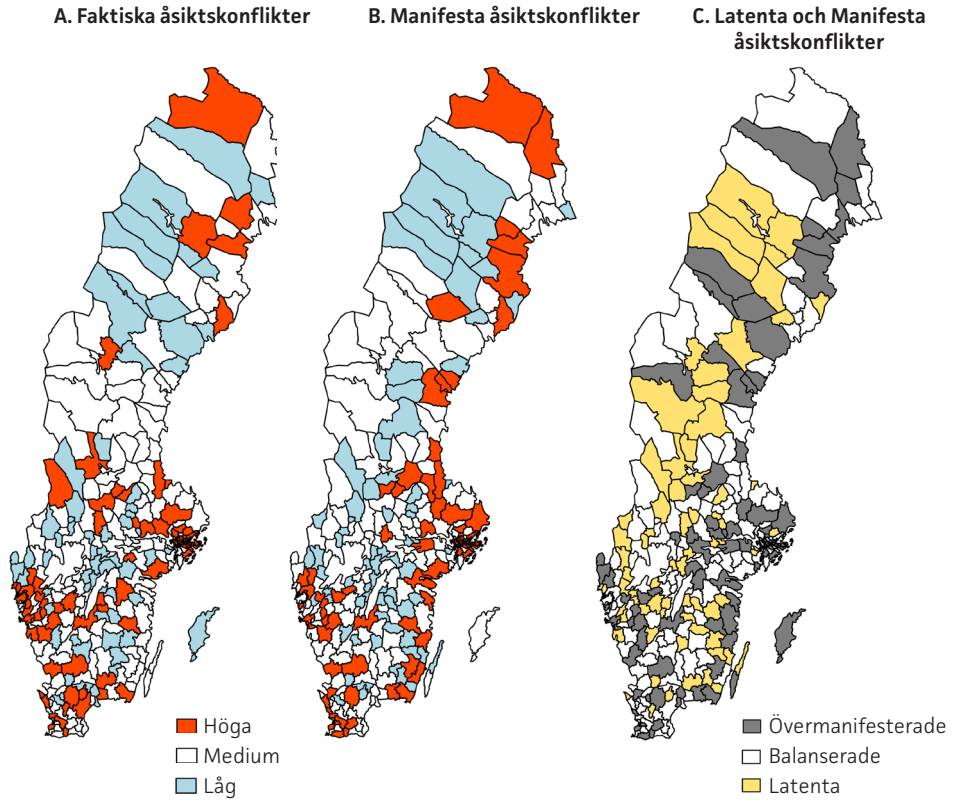 A. Faktiska åsiktskonflikter
B. Manifesta åsiktskonflikter
C. Latenta och Manifesta
åsiktskonflikter
Höga
Medium
Låg
Övermanifesterade
Balanserade
Latenta